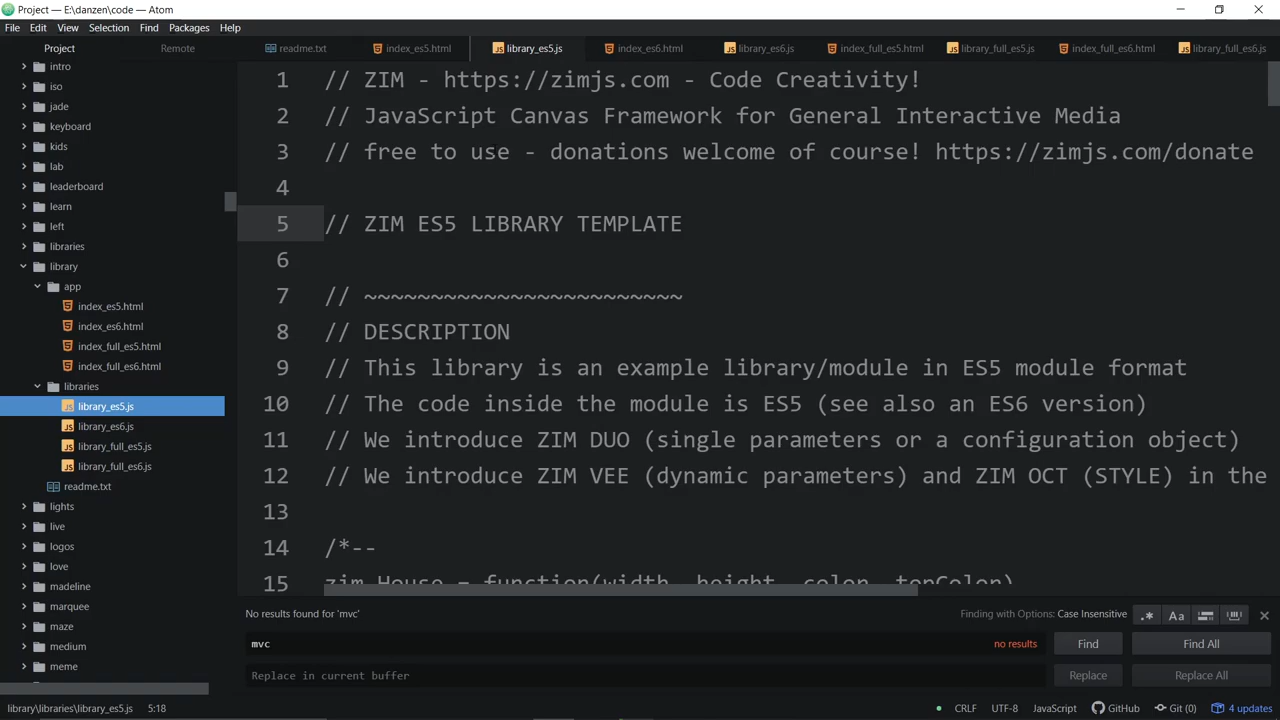 Project — E:\danzen\code — Atom
File Edit View Selection Find Packages Help
Project Remote
readme.txt index_es5.html library_es5.js index_es6.html library_es6.js index_full_es5.html library_full_es5.js index_full_es6.html library_full_es6.js
intro
iso
jade
keyboard
kids
lab
leaderboard
learn
left
libraries
library
app
index_es5.html
index_es6.html
index_full_es5.html
index_full_es6.html
libraries
library_es5.js
library_es6.js
library_full_es5.js
library_full_es6.js
readme.txt
lights
live
logos
love
madeline
marquee
maze
medium
meme
1 // ZIM - https://zimjs.com - Code Creativity!
2 // JavaScript Canvas Framework for General Interactive Media
3 // free to use - donations welcome of course! https://zimjs.com/donate
4
5 // ZIM ES5 LIBRARY TEMPLATE
6
7 // ~~~~~~~~~~~~~~~~~~~~~~~~
8 // DESCRIPTION
9 // This library is an example library/module in ES5 module format
10 // The code inside the module is ES5 (see also an ES6 version)
11 // We introduce ZIM DUO (single parameters or a configuration object)
12 // We introduce ZIM VEE (dynamic parameters) and ZIM OCT (STYLE) in the
13
14 /*--
15 zim.House = function(width, height, color, topColor)
No results found for 'mvc' Finding with Options: Case Insensitive .* Aa
mvc no results Find Find All
Replace in current buffer Replace Replace All
library\libraries\library_es5.js 5:18 CRLF UTF-8 JavaScript GitHub Git (0) 4 updates